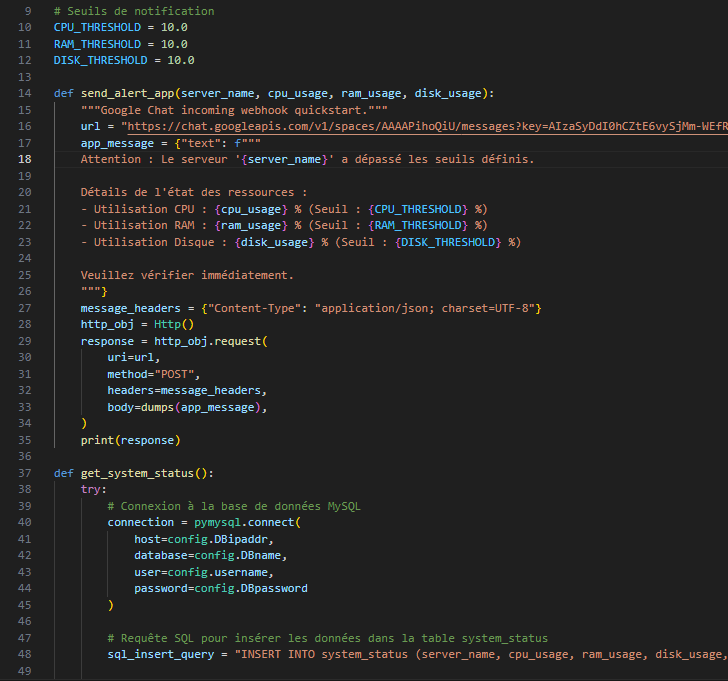 9 # Seuils de notification
10 CPU_THRESHOLD = 10.0
11 RAM_THRESHOLD = 10.0
12 DISK_THRESHOLD = 10.0
13
14 def send_alert_app(server_name, cpu_usage, ram_usage, disk_usage):
15 """Google Chat incoming webhook quickstart."""
16 url = "https://chat.googleapis.com/v1/spaces/AAAAPihoQiU/messages?key=AIzaSyDdI0hCZtE6vySjMm-WEfR
17 app_message = {"text": f"""
18 Attention : Le serveur '{server_name}' a dépassé les seuils définis.
19
20 Détails de l'état des ressources :
21 - Utilisation CPU : {cpu_usage} % (Seuil : {CPU_THRESHOLD} %)
22 - Utilisation RAM : {ram_usage} % (Seuil : {RAM_THRESHOLD} %)
23 - Utilisation Disque : {disk_usage} % (Seuil : {DISK_THRESHOLD} %)
24
25 Veuillez vérifier immédiatement.
26 """}
27 message_headers = {"Content-Type": "application/json; charset=UTF-8"}
28 http_obj = Http()
29 response = http_obj.request(
30 uri=url,
31 method="POST",
32 headers=message_headers,
33 body=dumps(app_message),
34 )
35 print(response)
36
37 def get_system_status():
38 try:
39 # Connexion à la base de données MySQL
40 connection = pymysql.connect(
41 host=config.DBipaddr,
42 database=config.DBname,
43 user=config.username,
44 password=config.DBpassword
45 )
46
47 # Requête SQL pour insérer les données dans la table system_status
48 sql_insert_query = "INSERT INTO system_status (server_name, cpu_usage, ram_usage, disk_usage,
49